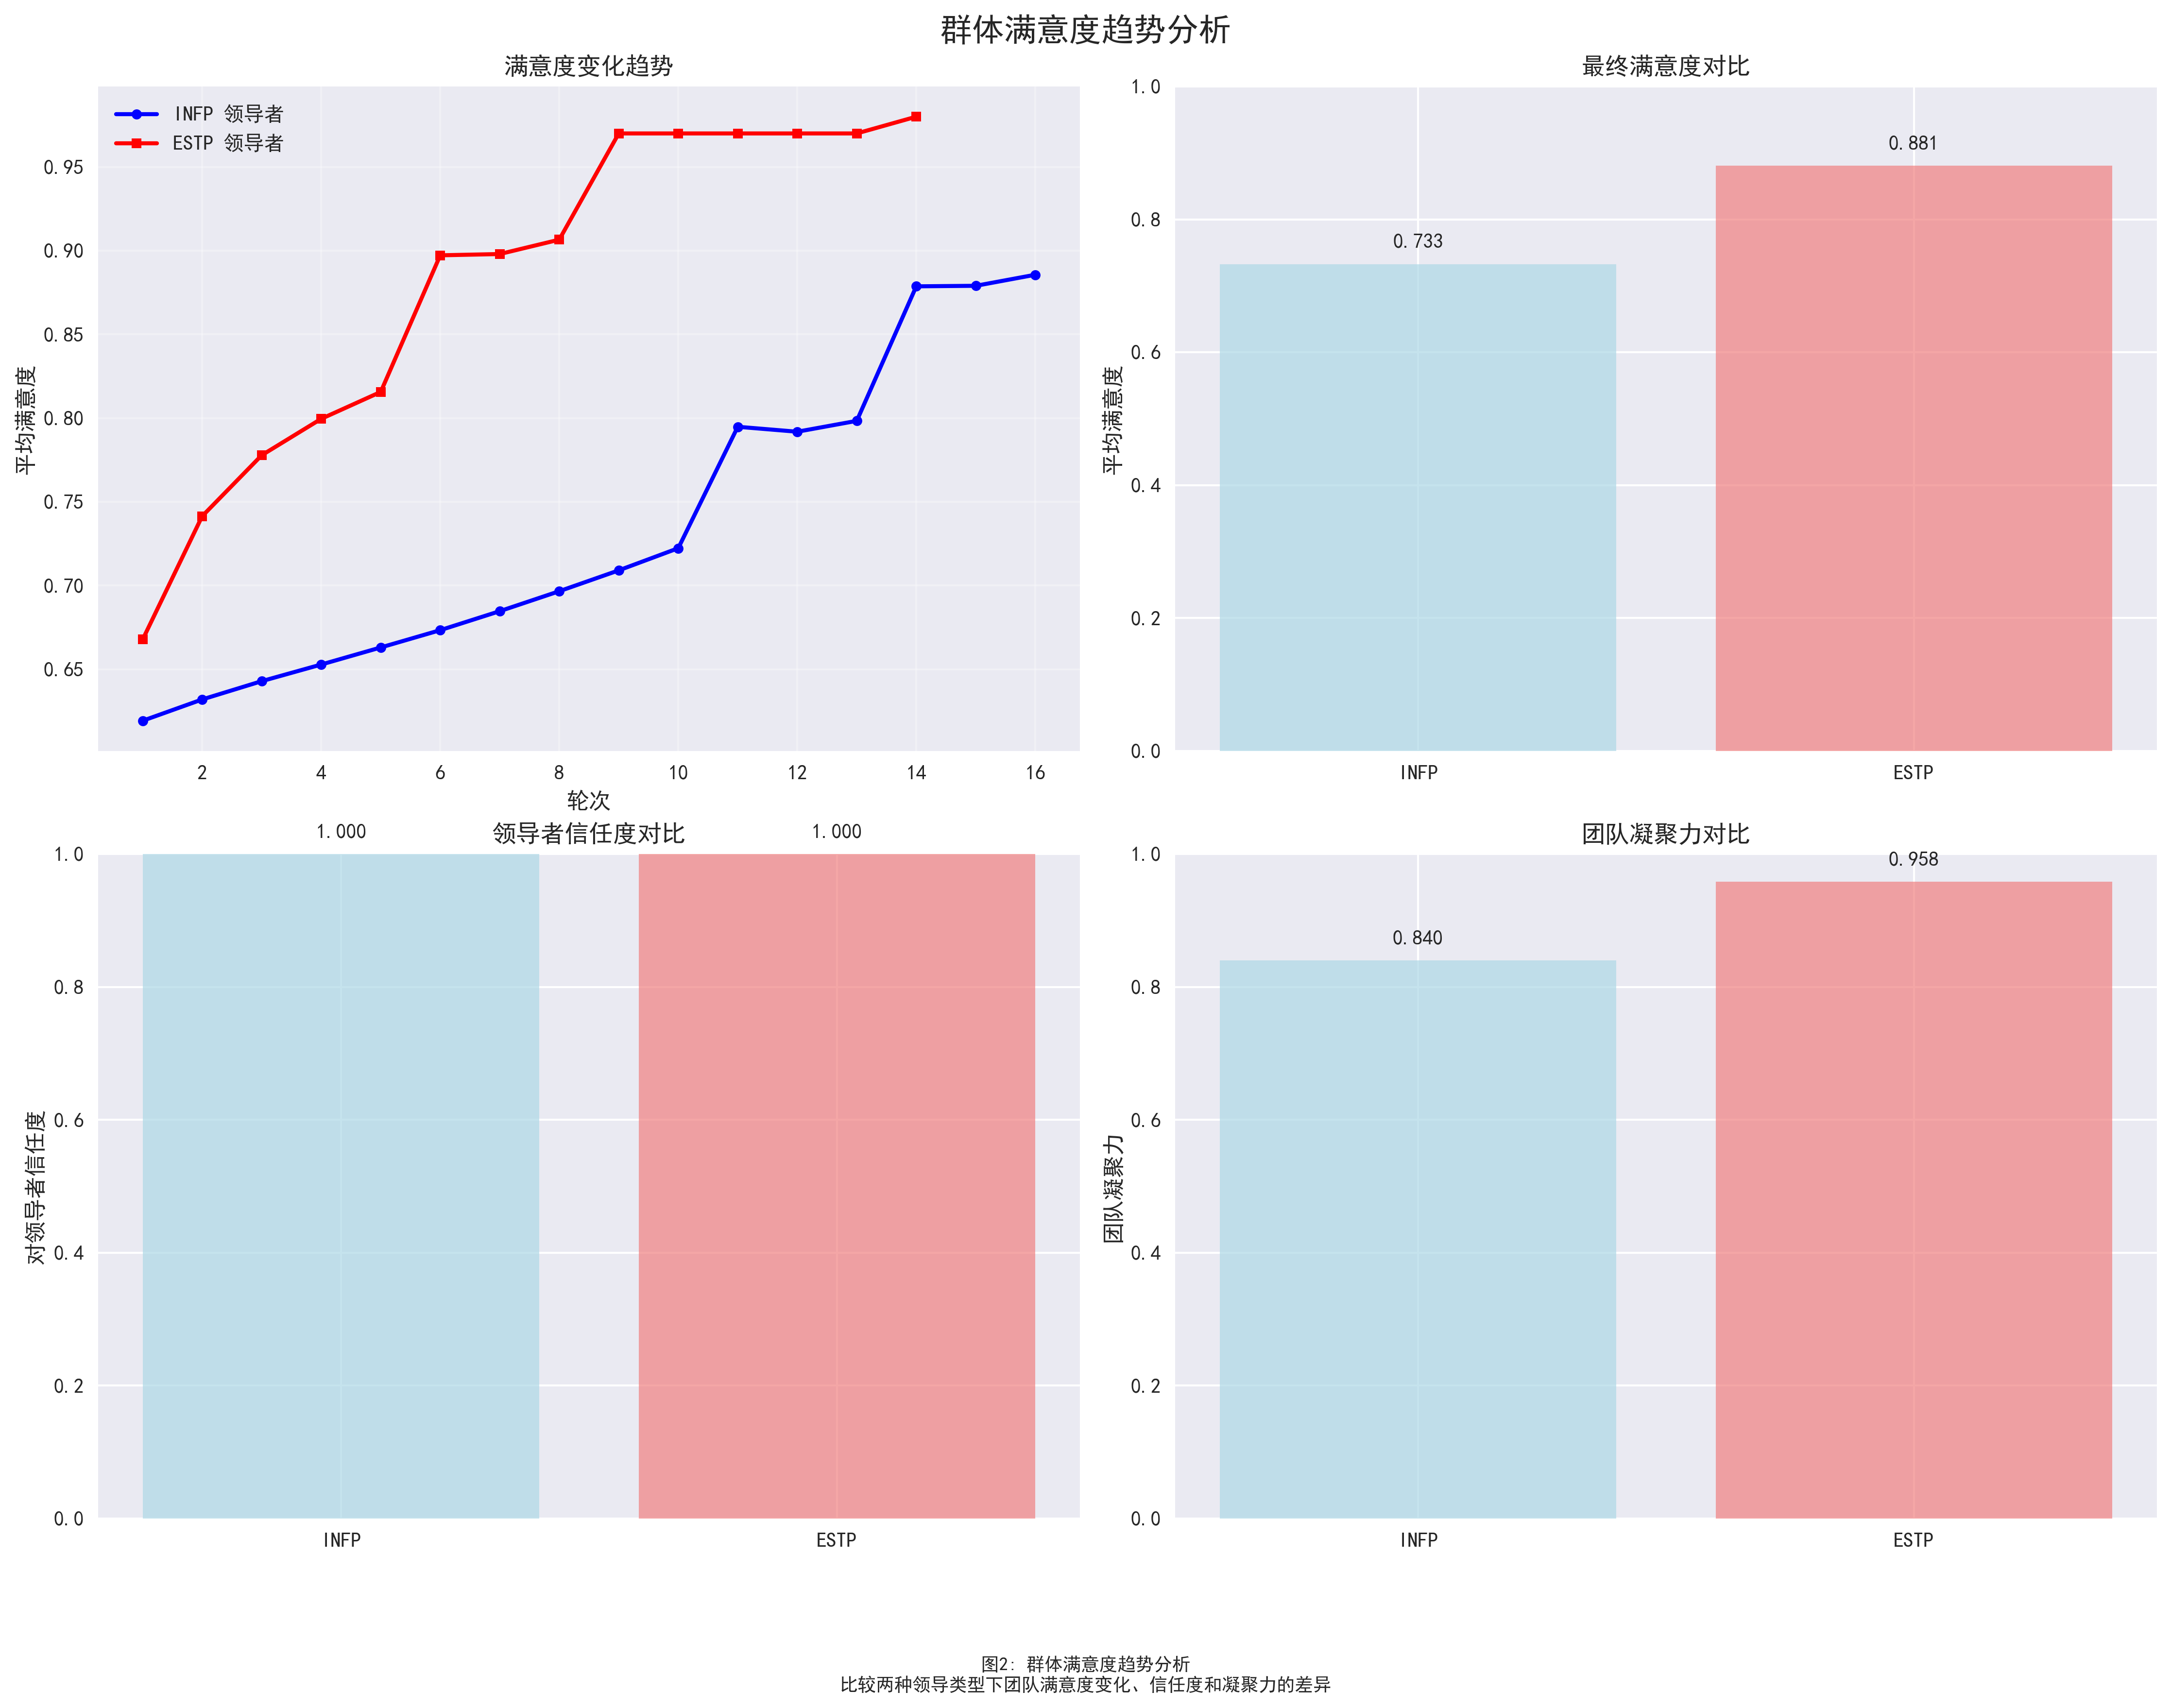 群体满意度趋势分析
满意度变化趋势
INFP 领导者
ESTP 领导者
0.95
0.90
0.85
0.80
0.75
0.70
0.65
平均满意度
2 4 6 8 10 12 14 16
轮次
最终满意度对比
1.0
0.8
0.6
0.4
0.2
0.0
平均满意度
0.733
0.881
INFP ESTP
领导者信任度对比
1.000
1.000
1.0
0.8
0.6
0.4
0.2
0.0
对领导者信任度
INFP ESTP
团队凝聚力对比
1.0
0.8
0.6
0.4
0.2
0.0
团队凝聚力
0.840
0.958
INFP ESTP
图2: 群体满意度趋势分析
比较两种领导类型下团队满意度变化、信任度和凝聚力的差异